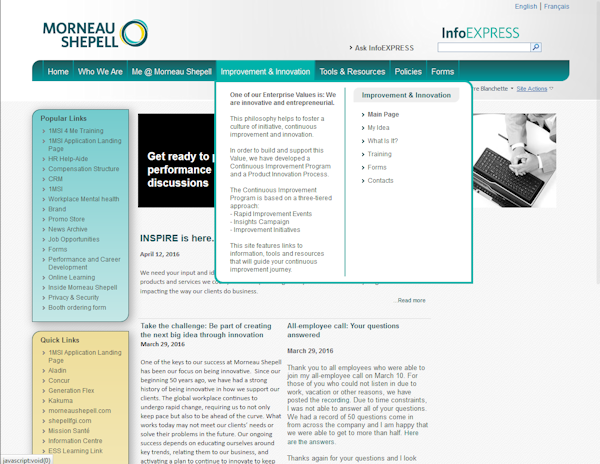 English | Français
MORNEAU
SHEPELL
InfoEXPRESS
Ask InfoEXPRESS
Home
Who We Are
Me @ Morneau Shepell
Improvement & Innovation
Tools & Resources
Policies
Forms
re Blanchette
Site Actions
One of our Enterprise Values is: We
are innovative and entrepreneurial.
This philosophy helps to foster a
culture of initiative, continuous
improvement and innovation.
In order to build and support this
Value, we have developed a
Continuous Improvement Program
and a Product Innovation Process.
The Continuous Improvement
Program is based on a three-tiered
approach:
- Rapid Improvement Events
- Insights Campaign
- Improvement Initiatives
This site features links to
information, tools and resources
that will guide your continuous
improvement journey.
Improvement & Innovation
Main Page
My Idea
What Is It?
Training
Forms
Contacts
Popular Links
1MSI 4 Me Training
1MSI Application Landing
Page
HR Help-Aide
Compensation Structure
CRM
1MSI
Workplace Mental health
Brand
Promo Store
News Archive
Job Opportunities
Forms
Performance and Career
Development
Online Learning
Inside Morneau Shepell
Privacy & Security
Booth ordering form
Get ready to p
performance
discussions
INSPIRE is here.
April 12, 2016
We need your input and id
products and services we co
impacting the way our clients do business.
...Read more
Quick Links
1MSI Application Landing
Page
Aladin
Concur
Generation Flex
Kakuma
morneaushepell.com
shepellfgi.com
Mission Santé
Information Centre
ESS Learning Link
Take the challenge: Be part of creating
the next big idea through innovation
March 29, 2016
One of the keys to our success at Morneau Shepell
has been our focus on being innovative. Since our
beginning 50 years ago, we have had a strong
history of being innovative in how we support our
clients. The global workplace continues to
undergo rapid change, requiring us to not only
keep pace but also to be ahead of the curve. What
works today may not meet our clients' needs or
solve their problems in the future. Our ongoing
success depends on educating ourselves around
key trends, relating them to our business, and
activating a plan to continue to innovate to keep
All-employee call: Your questions
answered
March 29, 2016
Thank you to all employees who were able to
join my all-employee call on March 10. For
those of you who could not listen in due to
work, vacation or other reasons, we have
posted the recording. Due to time constraints,
I was not able to answer all of your questions.
We had a record of 50 questions come in
from across the company and I am happy that
we were able to get to more than half. Here
are the answers.
Thanks again for your questions and I look
javascript:void(0)